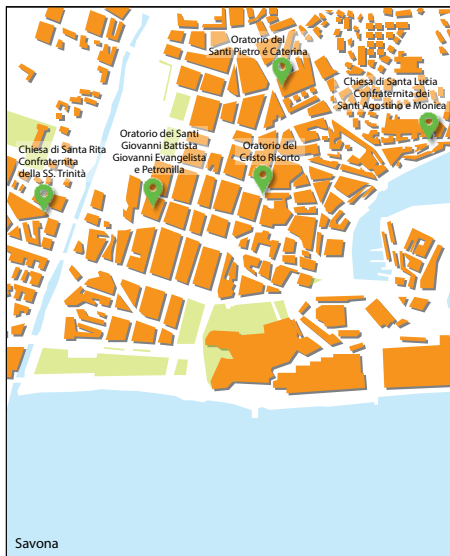 Oratorio del
Santi Pietro é Caterina
Chiesa di Santa Lucia
Confraternita dei
Santi Agostino e Monica
Oratorio dei Santi
Giovanni Battista
Giovanni Evangelista
e Petronilla
Oratorio del
Cristo Risorto
Chiesa di Santa Rita
Confraternita
della SS. Trinità
Savona